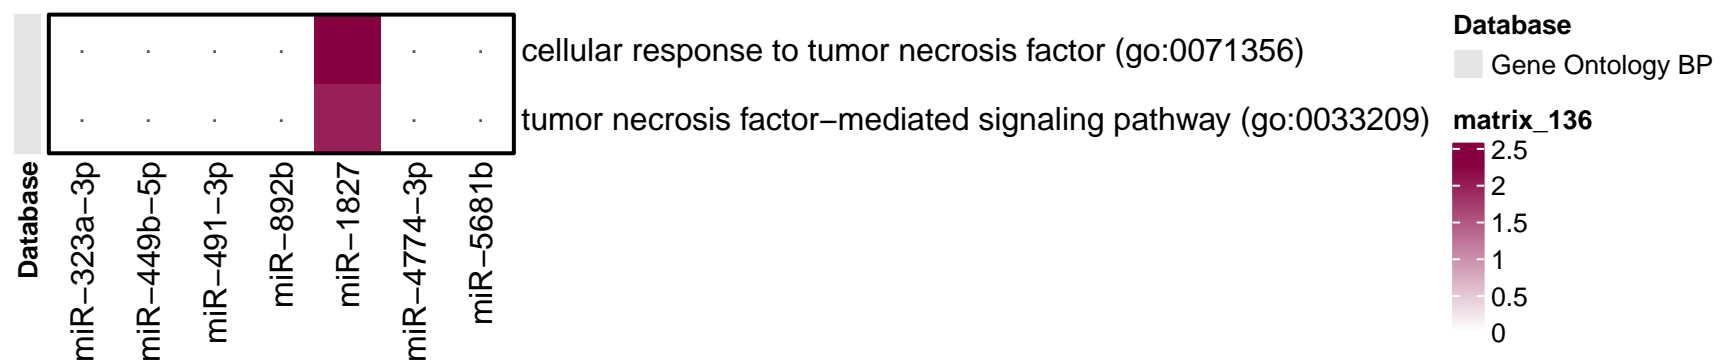 cellular response to tumor necrosis factor (go:0071356)
tumor necrosis factor−mediated signaling pathway (go:0033209)
Database
miR−323a−3p
miR−449b−5p
miR−491−3p
miR−892b
miR−1827
miR−4774−3p
miR−5681b
Database
Gene Ontology BP
matrix_136
2.5
2
1.5
1
0.5
0